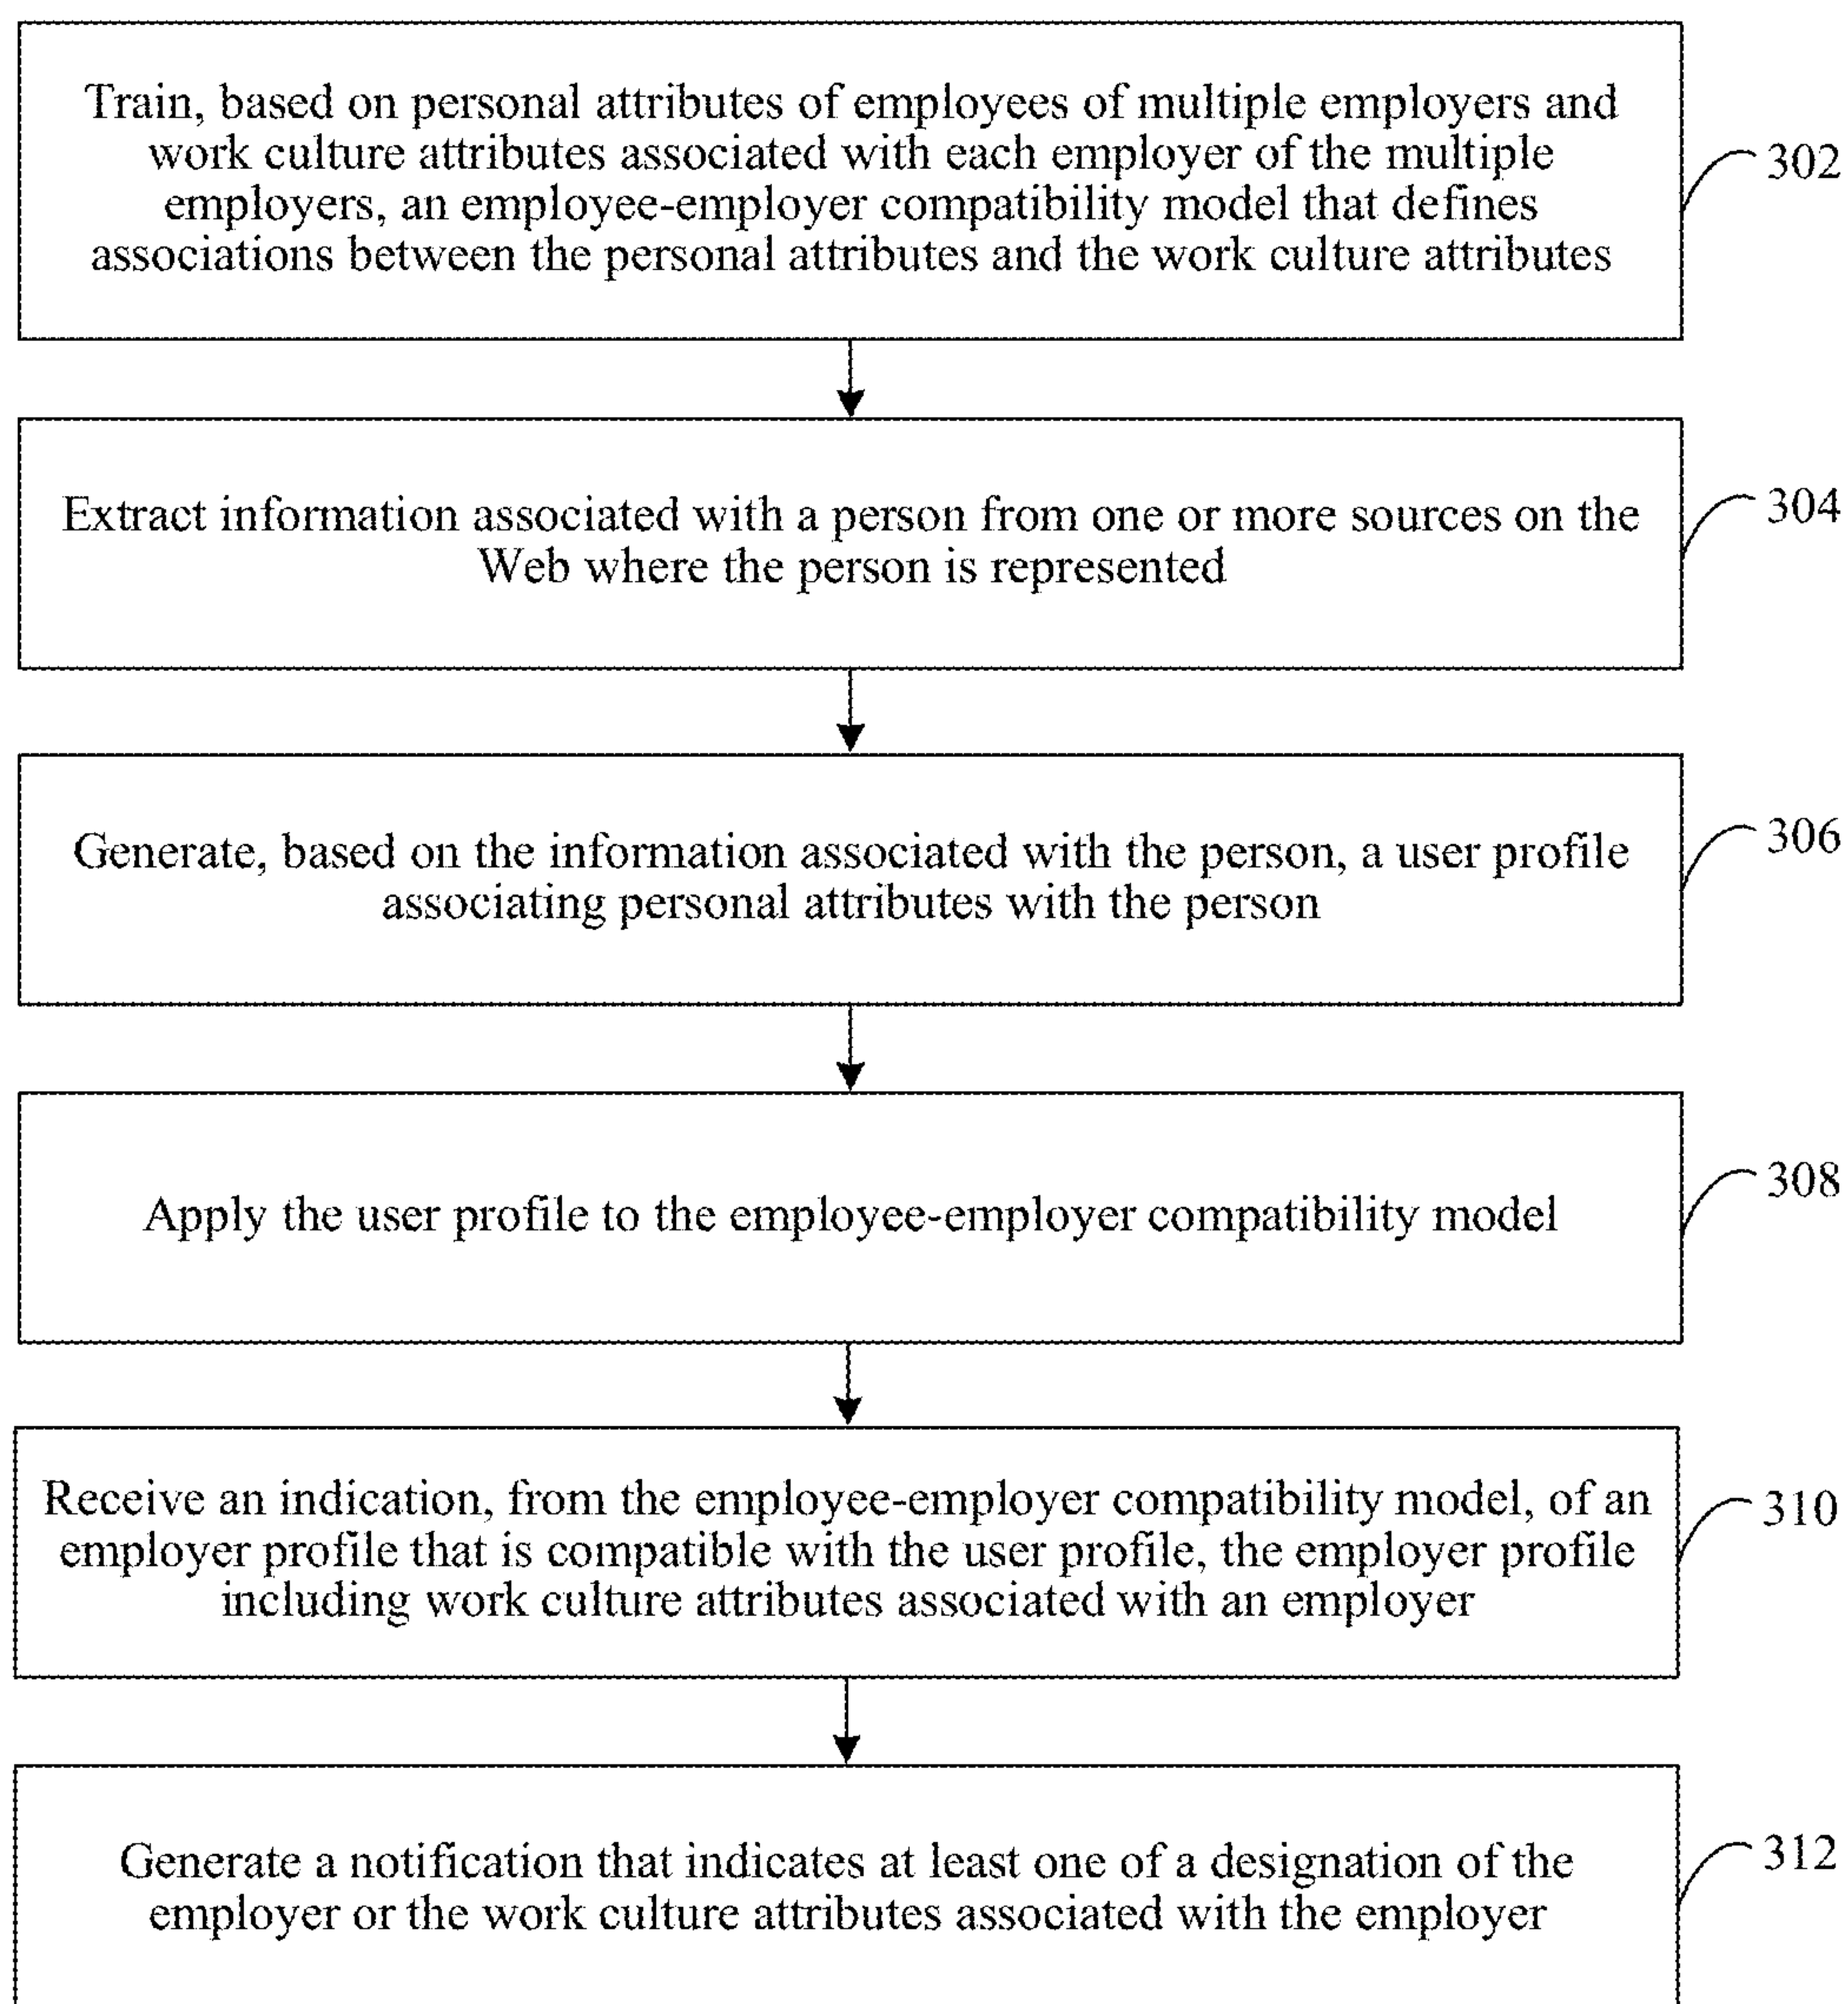 Train, based on personal attributes of employees of multiple employers and
work culture attributes associated with each employer of the multiple
employers, an employee-employer compatibility model that defines
associations between the personal attributes and the work culture attributes
302
Extract information associated with a person from one or more sources on the
Web where the person is represented
304
Generate, based on the information associated with the person, a user profile
associating personal attributes with the person
306
Apply the user profile to the employee-employer compatibility model
308
Receive an indication, from the employee-employer compatibility model, of an
employer profile that is compatible with the user profile, the employer profile
including work culture attributes associated with an employer
310
Generate a notification that indicates at least one of a designation of the
employer or the work culture attributes associated with the employer
312